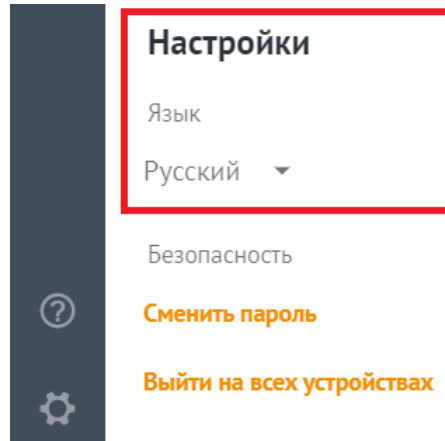 Настройки
Язык
Русский
Безопасность
Сменить пароль
Выйти на всех устройствах